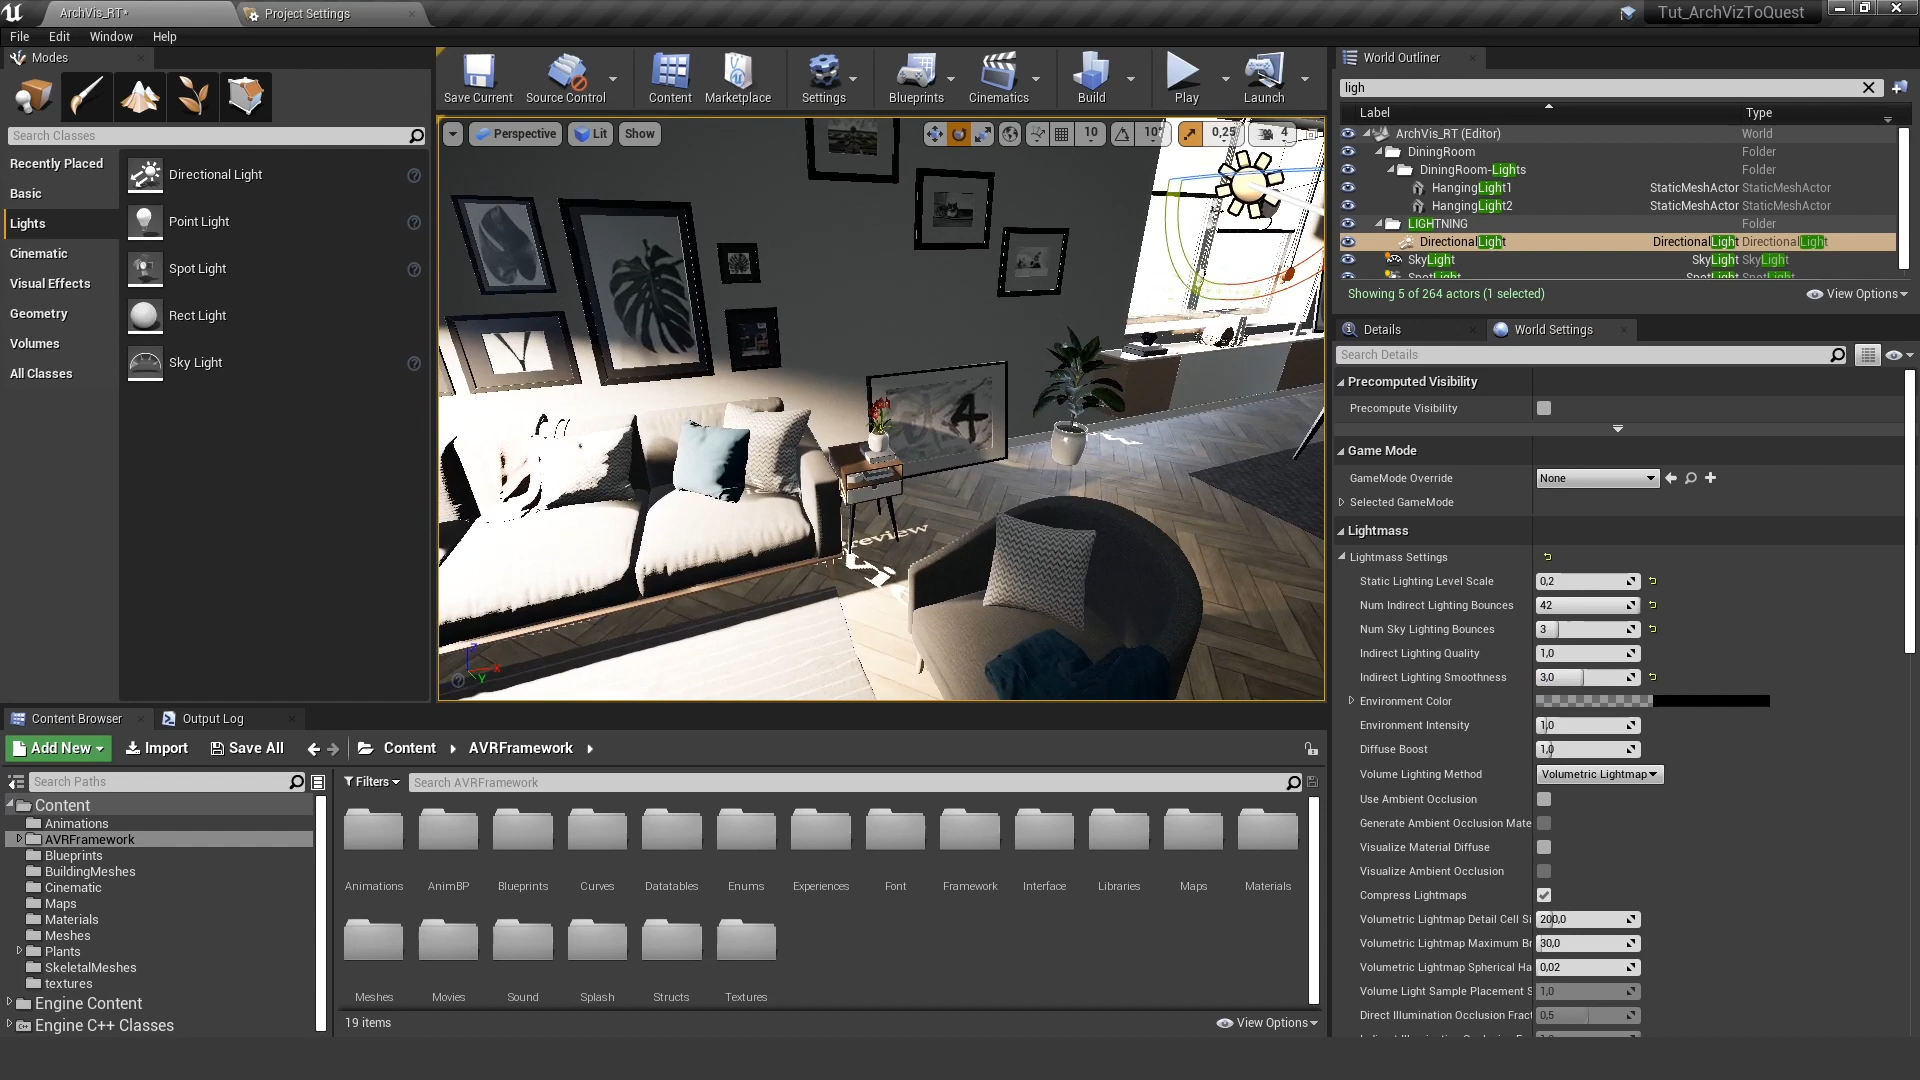 ArchVis_RT*
Project Settings
Tut_ArchVizToQuest
File Edit Window Help
Modes
Search Classes
Recently Placed
Basic
Lights
Cinematic
Visual Effects
Geometry
Volumes
All Classes
Directional Light
Point Light
Spot Light
Rect Light
Sky Light
Save Current
Source Control
Content
Marketplace
Settings
Blueprints
Cinematics
Build
Play
Launch
Perspective
Lit
Show
10
10°
0,25
4
Preview
X
Y
World Outliner
ligh
Label Type
ArchVis_RT (Editor) World
DiningRoom Folder
DiningRoom-Lights Folder
HangingLight1 StaticMeshActor StaticMeshActor
HangingLight2 StaticMeshActor StaticMeshActor
LIGHTNING Folder
DirectionalLight DirectionalLight DirectionalLight
SkyLight SkyLight SkyLight
SpotLight SpotLight SpotLight
Showing 5 of 264 actors (1 selected)
View Options
Details
World Settings
Search Details
Precomputed Visibility
Precompute Visibility
Game Mode
GameMode Override None
Selected GameMode
Lightmass
Lightmass Settings
Static Lighting Level Scale 0,2
Num Indirect Lighting Bounces 42
Num Sky Lighting Bounces 3
Indirect Lighting Quality 1,0
Indirect Lighting Smoothness 3,0
Environment Color
Environment Intensity 1,0
Diffuse Boost 1,0
Volume Lighting Method Volumetric Lightmap
Use Ambient Occlusion
Generate Ambient Occlusion Mate
Visualize Material Diffuse
Visualize Ambient Occlusion
Compress Lightmaps
Volumetric Lightmap Detail Cell Si 200,0
Volumetric Lightmap Maximum Br 30,0
Volumetric Lightmap Spherical Ha 0,02
Volume Light Sample Placement S 1,0
Direct Illumination Occlusion Fract 0,5
Content Browser
Output Log
Add New
Import
Save All
Content
AVRFramework
Search Paths
Filters
Search AVRFramework
Content
Animations
AVRFramework
Blueprints
BuildingMeshes
Cinematic
Maps
Materials
Meshes
Plants
SkeletalMeshes
textures
Engine Content
Engine C++ Classes
Animations
AnimBP
Blueprints
Curves
Datatables
Enums
Experiences
Font
Framework
Interface
Libraries
Maps
Materials
Meshes
Movies
Sound
Splash
Structs
Textures
19 items
View Options